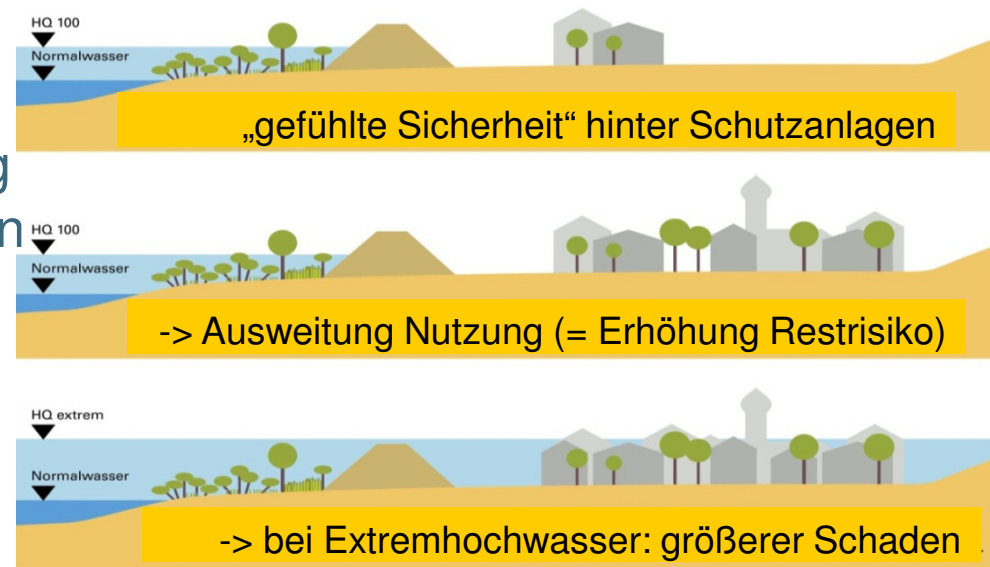 HQ 100
Normalwasser
„gefühlte Sicherheit“ hinter Schutzanlagen
g
n
HQ 100
Normalwasser
-> Ausweitung Nutzung (= Erhöhung Restrisiko)
HQ extrem
Normalwasser
-> bei Extremhochwasser: größerer Schaden